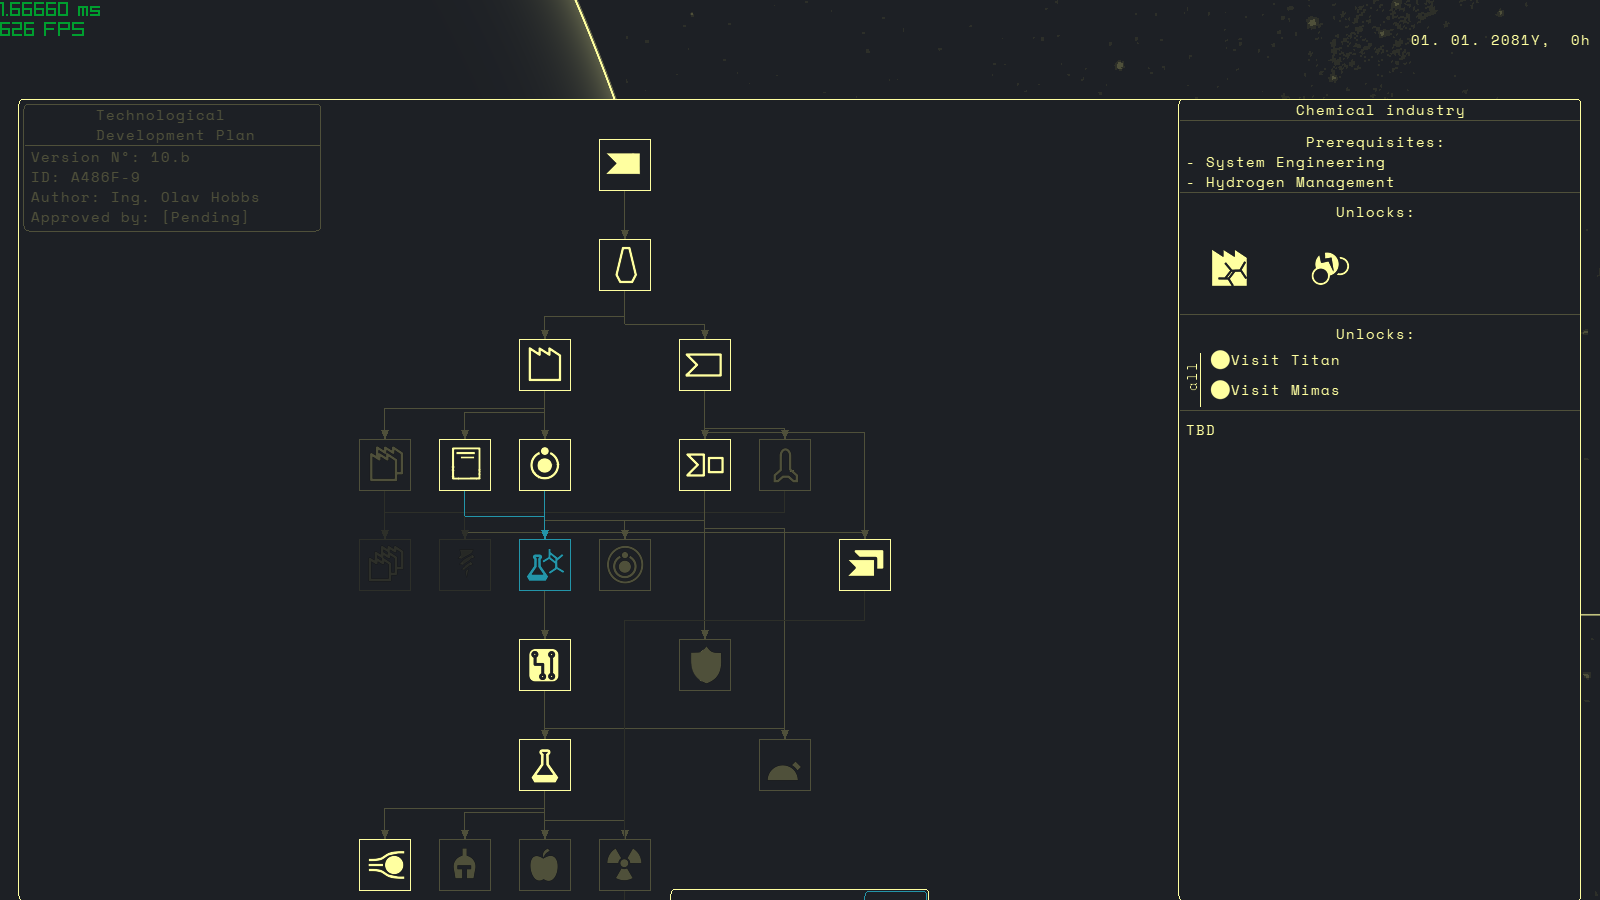 1.66660 ms
626 FPS
01. 01. 2081Y,  0h
Technological
Development Plan
Version N°: 10.b
ID: A486F-9
Author: Ing. Olav Hobbs
Approved by: [Pending]
Chemical industry
Prerequisites:
- System Engineering
- Hydrogen Management
Unlocks:
Unlocks:
all
Visit Titan
Visit Mimas
TBD